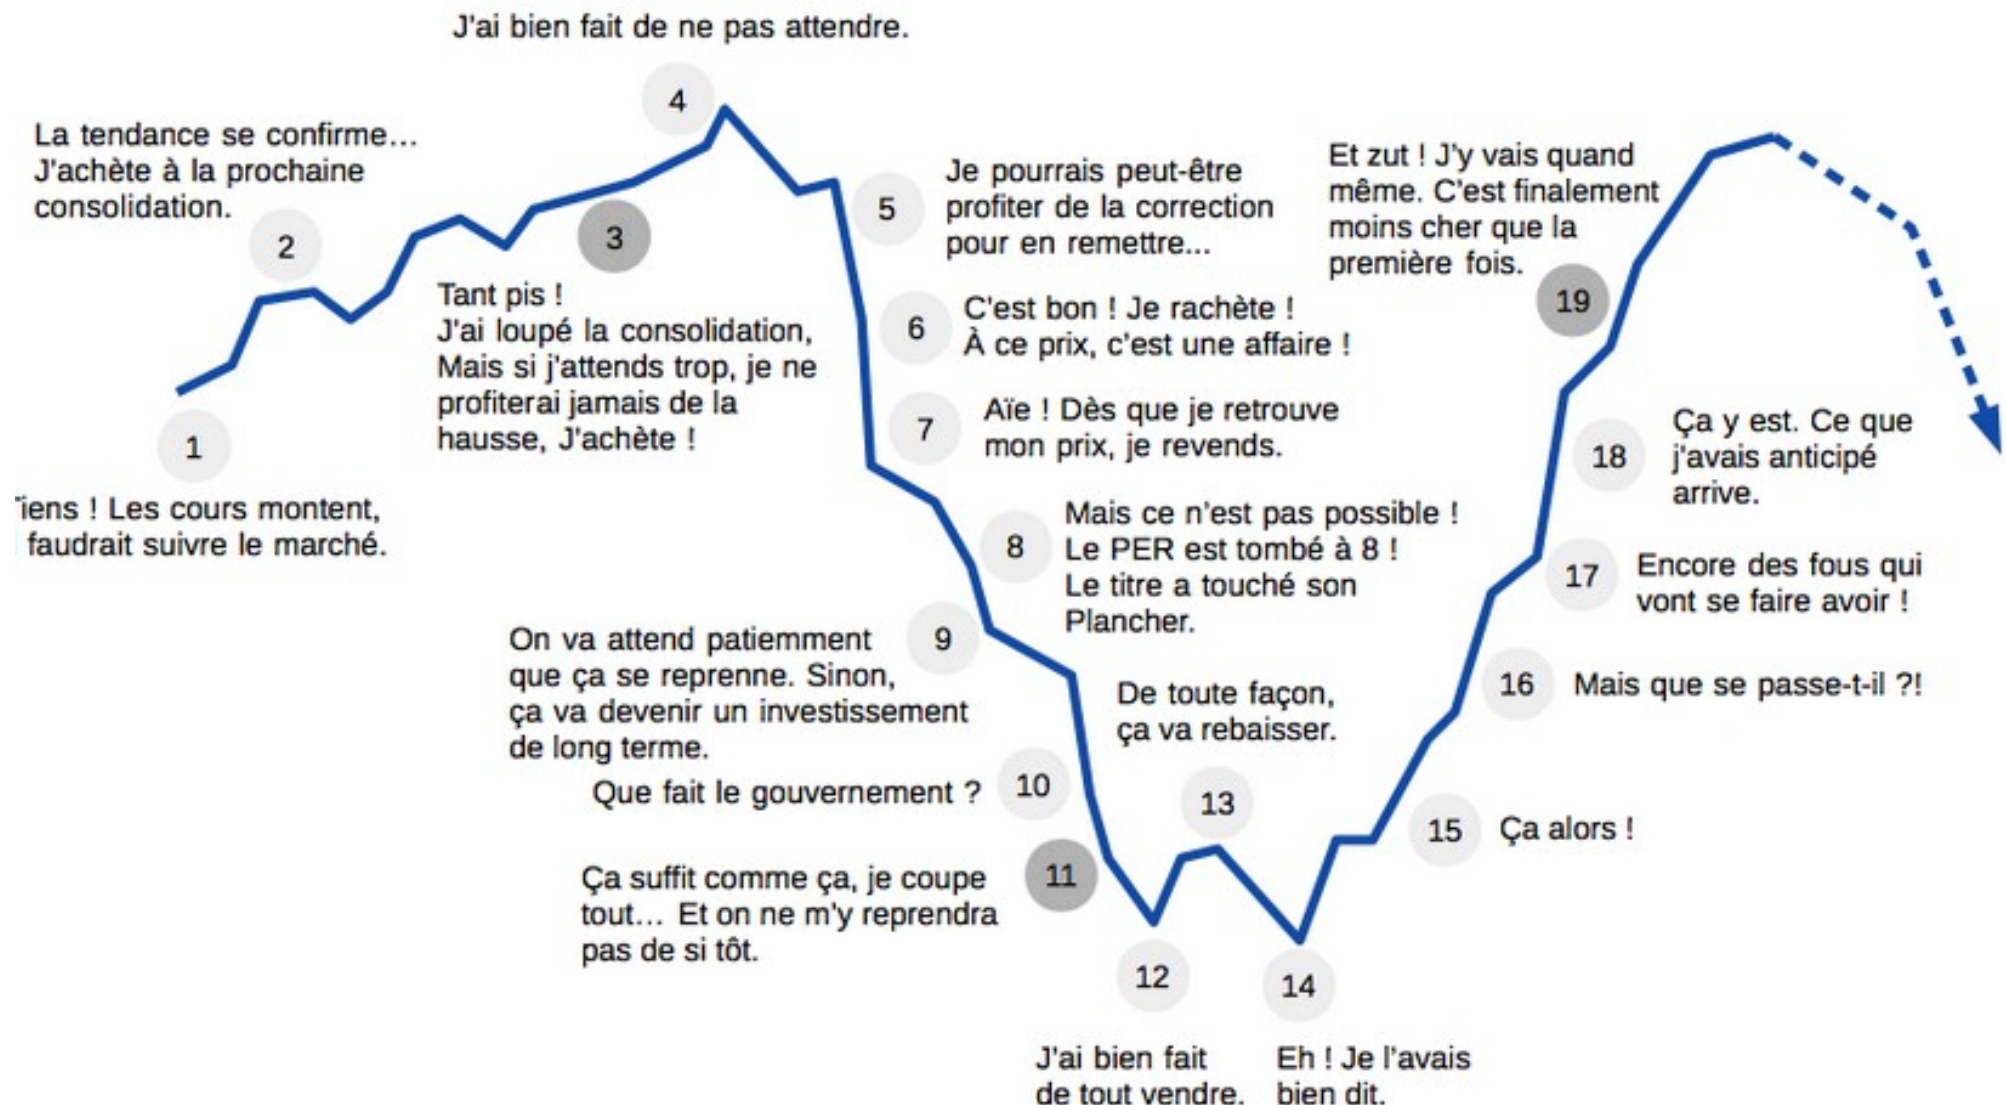 J'ai bien fait de ne pas attendre.
4
La tendance se confirme...
J'achète à la prochaine
consolidation.
2
3
Tant pis !
J'ai loupé la consolidation,
Mais si j'attends trop, je ne
profiterai jamais de la
hausse, J'achète !
1
iens ! Les cours montent,
faudrait suivre le marché.
5
Je pourrais peut-être
profiter de la correction
pour en remettre...
6
C'est bon ! Je rachète !
À ce prix, c'est une affaire !
7
Aïe ! Dès que je retrouve
mon prix, je revends.
8
Mais ce n'est pas possible !
Le PER est tombé à 8 !
Le titre a touché son
Plancher.
9
On va attend patiemment
que ça se reprenne. Sinon,
ça va devenir un investissement
de long terme.
Que fait le gouvernement ?
10
11
Ça suffit comme ça, je coupe
tout... Et on ne m'y reprendra
pas de si tôt.
12
J'ai bien fait
de tout vendre.
De toute façon,
ça va rebaisser.
13
14
Eh ! Je l'avais
bien dit.
15
Ça alors !
16
Mais que se passe-t-il ?!
17
Encore des fous qui
vont se faire avoir !
18
Ça y est. Ce que
j'avais anticipé
arrive.
Et zut ! J'y vais quand
même. C'est finalement
moins cher que la
première fois.
19